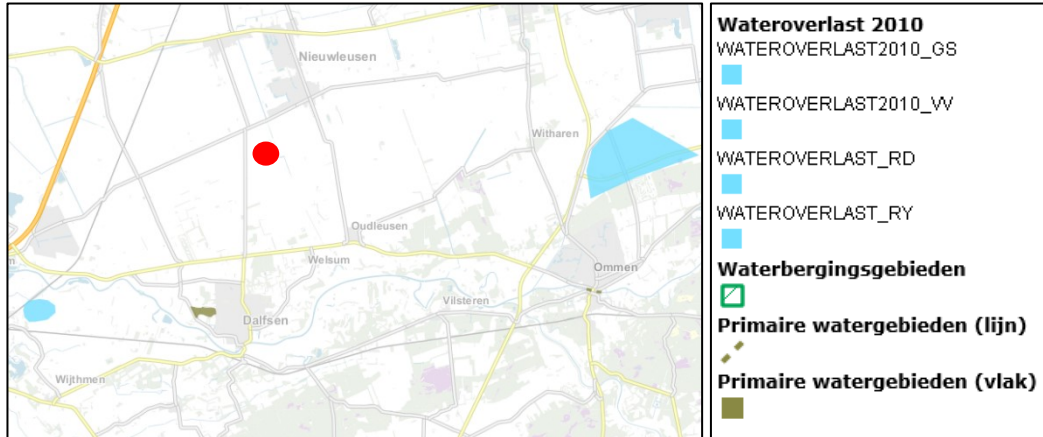 Nieuwleusen
Witharen
Oudleusen
Welsum
Ommen
Vilsteren
Dalfsen
Wijthmen
Wateroverlast 2010
WATEROVERLAST2010_GS
WATEROVERLAST2010_VV
WATEROVERLAST_RD
WATEROVERLAST_RY
Waterbergingsgebieden
Primaire watergebieden (lijn)
Primaire watergebieden (vlak)